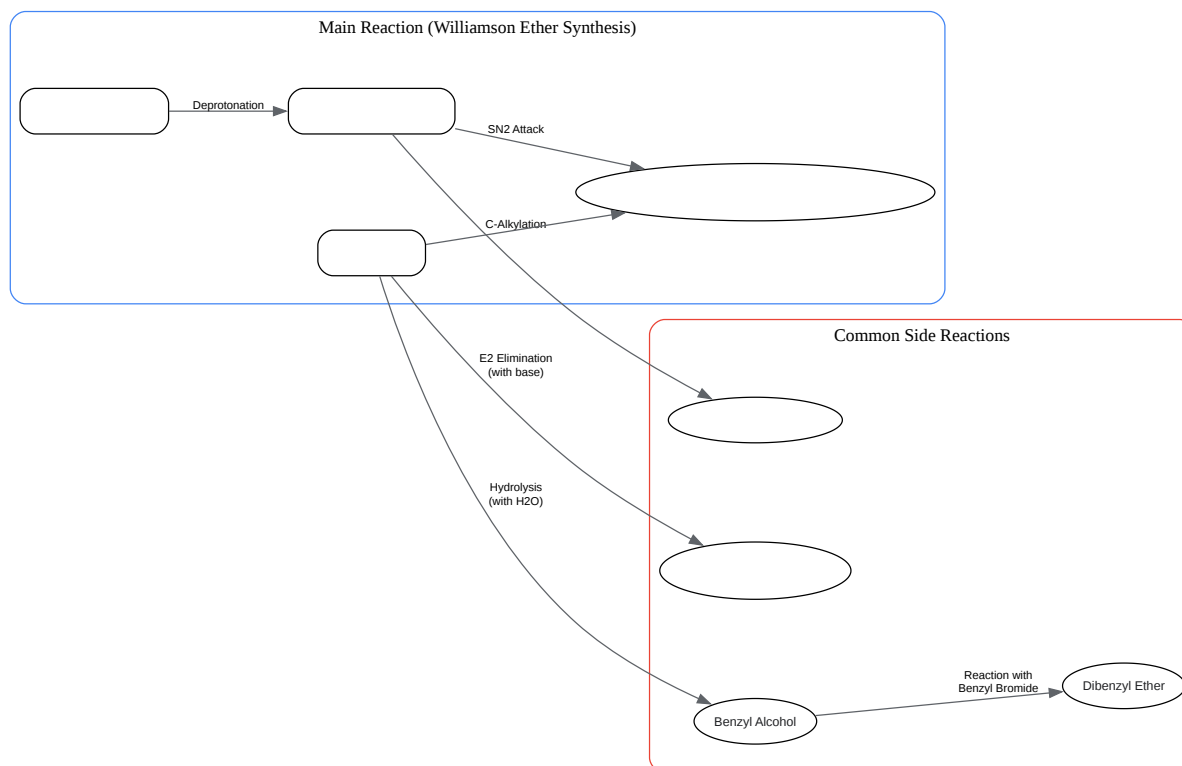 Main Reaction (Williamson Ether Synthesis)
Deprotonation
SN2 Attack
C-Alkylation
Common Side Reactions
E2 Elimination
(with base)
Hydrolysis
(with H2O)
Reaction with
Benzyl Bromide
Dibenzyl Ether
Benzyl Alcohol